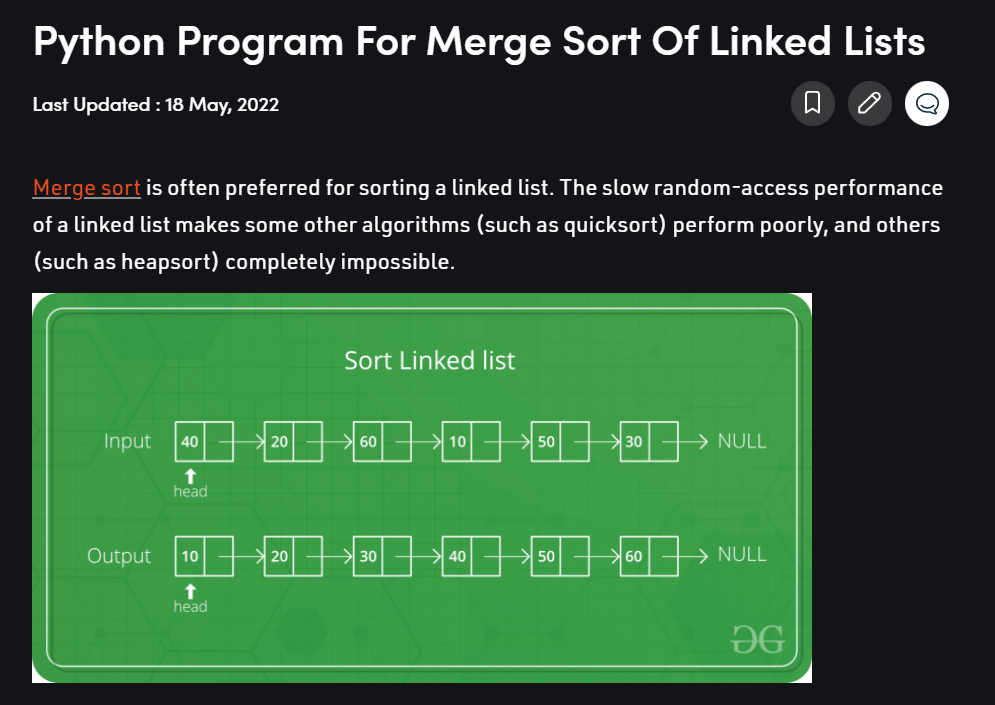 Python Program For Merge Sort Of Linked Lists
Last Updated : 18 May, 2022
Merge sort is often preferred for sorting a linked list. The slow random-access performance
of a linked list makes some other algorithms (such as quicksort) perform poorly, and others
(such as heapsort) completely impossible.
Sort Linked list
Input 40 20 60 10 50 30 NULL
head
Output 10 20 30 40 50 60 NULL
head